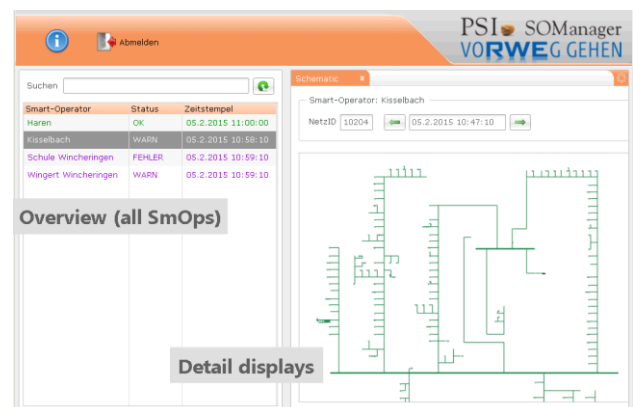 PSI SOManager
VORWEG GEHEN
i
Abmelden
Suchen
Smart-Operator Status Zeitstempel
Haren OK 05.2.2015 11:00:00
Kisselbach WARN 05.2.2015 10:58:10
Schule Wincheringen FEHLER 05.2.2015 10:59:10
Wingert Wincheringen WARN 05.2.2015 10:59:10
Overview (all SmOps)
Schematic x
Smart-Operator: Kisselbach
NetzID 10204 05.2.2015 10:47:10
Detail displays